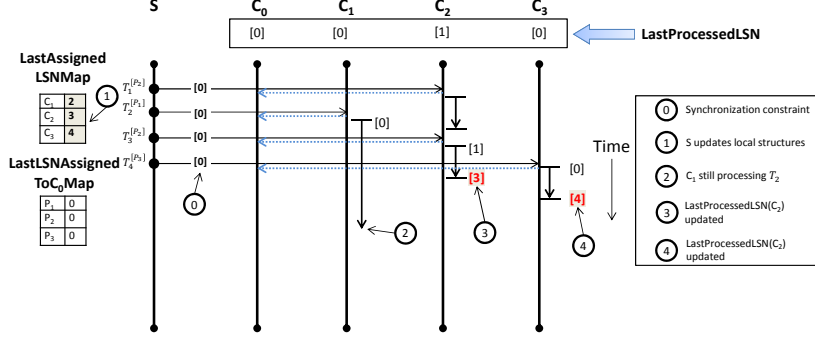 S C0 C1 C2 C3
[0] [0] [1] [0]
LastProcessedLSN
LastAssigned
LSNMap
C1 2
C2 3
C3 4
1
T1[P2] [0]
T2[P1] [0]
[0]
T3[P2] [0]
[1]
T4[P3] [0]
[0]
[3]
[4]
LastLSNAssigned
ToC0Map
P1 0
P2 0
P3 0
0
2
3
4
Time
0 Synchronization constraint
1 S updates local structures
2 C1 still processing T2
3 LastProcessedLSN(C2)
updated
4 LastProcessedLSN(C2)
updated